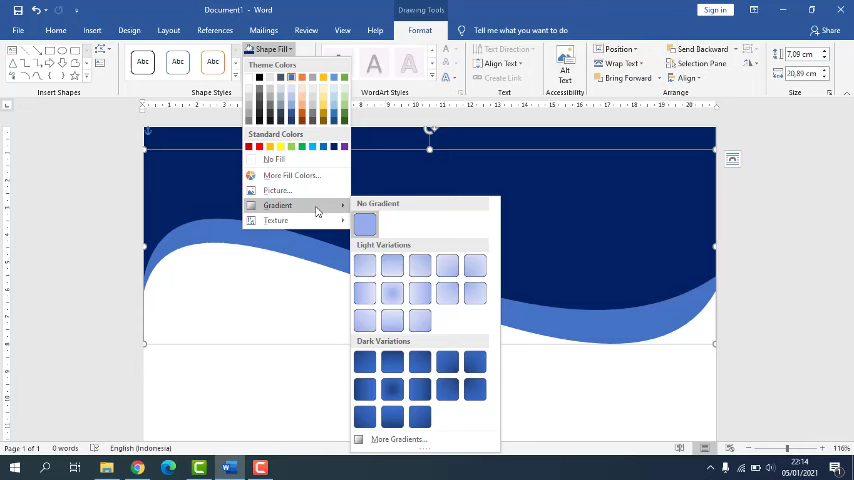 Document1 - Word
Drawing Tools
Sign in
File
Home
Insert
Design
Layout
References
Mailings
Review
View
Help
Format
Tell me what you want to do
Share
Shape Fill
Abc
Abc
Abc
A
A
Text Direction
Align Text
Create Link
Alt
Text
Position
Wrap Text
Bring Forward
Send Backward
Align
7,09 cm
20,89 cm
Insert Shapes
Shape Styles
WordArt Styles
Text
Accessibility
Arrange
Size
Theme Colors
Standard Colors
No Fill
More Fill Colors...
Picture...
Gradient
Texture
No Gradient
Light Variations
Dark Variations
More Gradients...
Page 1 of 1
0 words
English (Indonesia)
116%
22:14
05/01/2021